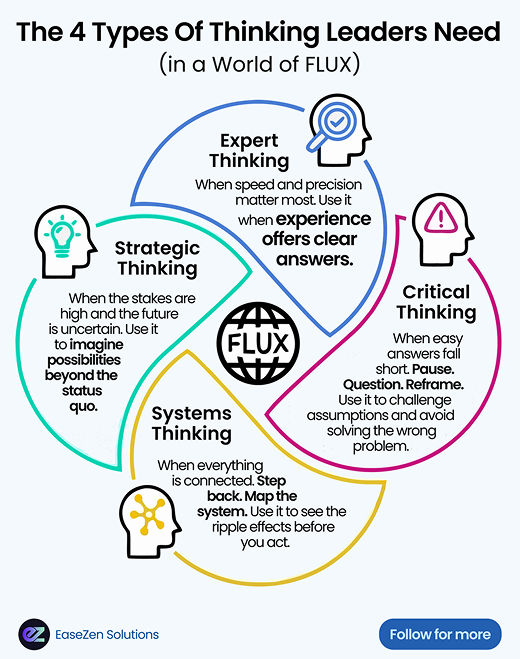 The 4 Types Of Thinking Leaders Need
(in a World of FLUX)
Expert
Thinking
When speed and precision
matter most. Use it
when experience
offers clear
answers.
Strategic
Thinking
When the stakes are
high and the future
is uncertain. Use it
to imagine
possibilities
beyond the
status
quo.
FLUX
Critical
Thinking
When easy
answers fall
short. Pause.
Question. Reframe.
Use it to challenge
assumptions and avoid
solving the wrong
problem.
Systems
Thinking
When everything
is connected. Step
back. Map the
system. Use it to see the
ripple effects before
you act.
ez
EaseZen Solutions
Follow for more